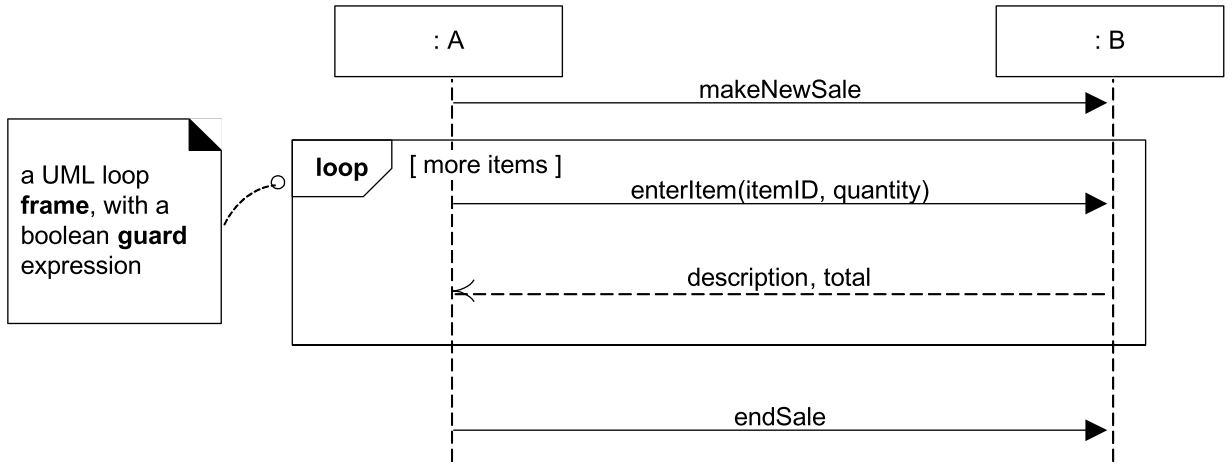 : A
: B
makeNewSale
a UML loop
frame, with a
boolean guard
expression
loop
[ more items ]
enterItem(itemID, quantity)
description, total
endSale